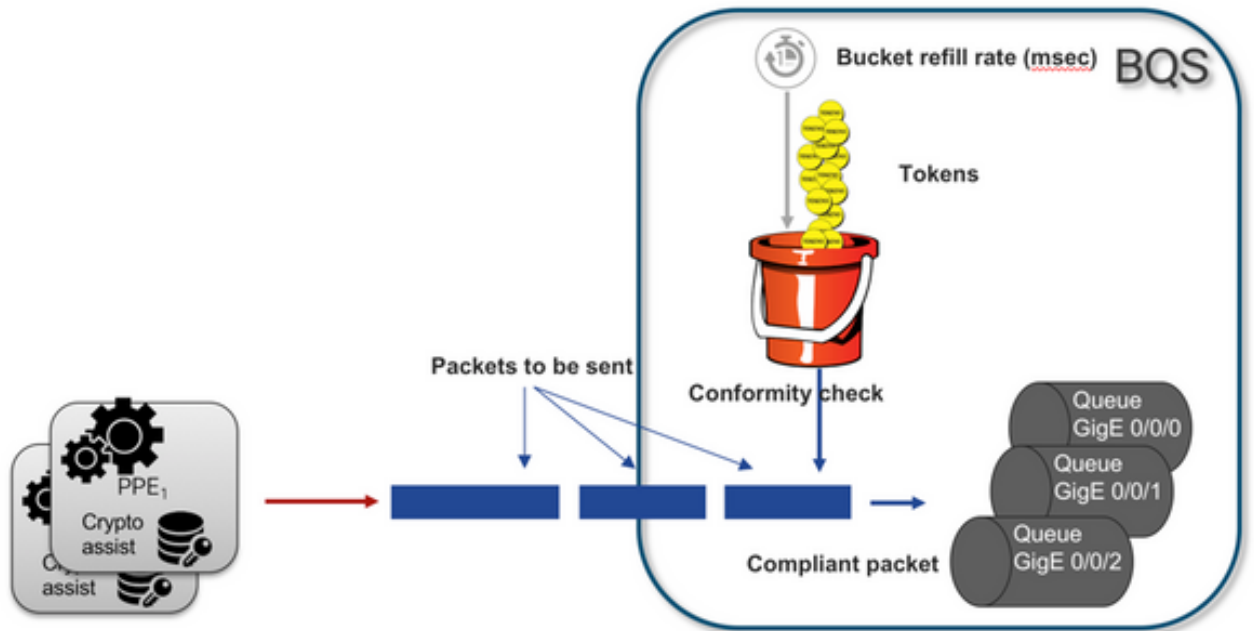 Bucket refill rate (msec)
BQS
Tokens
Packets to be sent
Conformity check
Queue
GigE 0/0/0
Queue
GigE 0/0/1
Queue
GigE 0/0/2
Compliant packet
PPE₁
Crypto
assist
assist